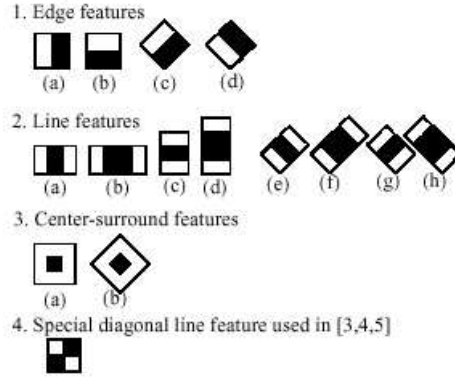 1. Edge features
(a) (b) (c) (d)
2. Line features
(a) (b) (c) (d) (e) (f) (g) (h)
3. Center-surround features
(a) (b)
4. Special diagonal line feature used in [3,4,5]